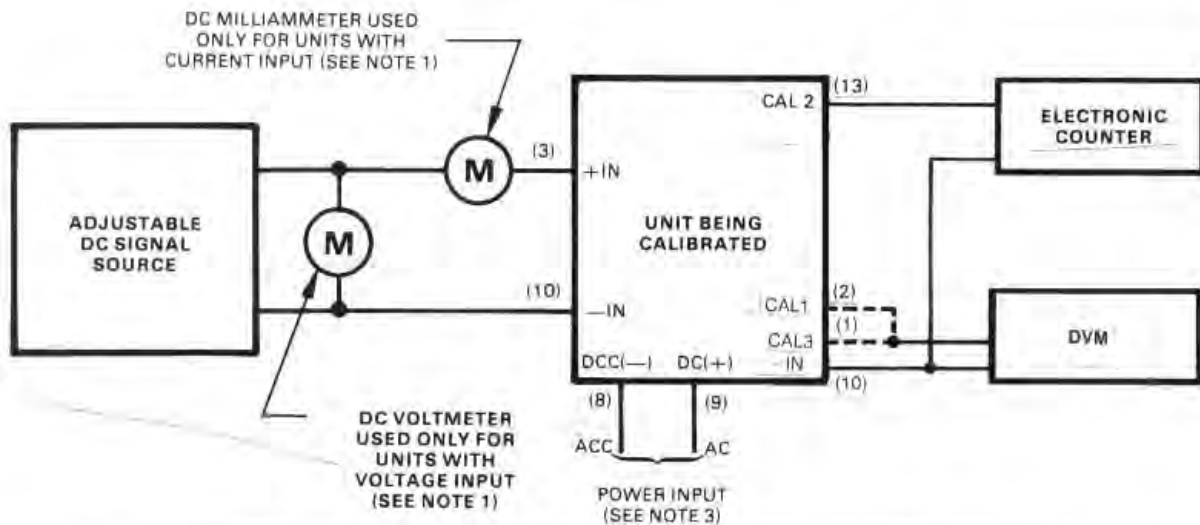 DC MILLIAMMETER USED
ONLY FOR UNITS WITH
CURRENT INPUT (SEE NOTE 1)
ADJUSTABLE
DC SIGNAL
SOURCE
M
M
(3)
(10)
+IN
—IN
UNIT BEING
CALIBRATED
CAL 2
(13)
CAL1
(2)
CAL3
(1)
IN
(10)
DCC(—)
DC(+)
(8)
(9)
ACC
AC
POWER INPUT
(SEE NOTE 3)
ELECTRONIC
COUNTER
DVM
DC VOLTMETER
USED ONLY FOR
UNITS WITH
VOLTAGE INPUT
(SEE NOTE 1)